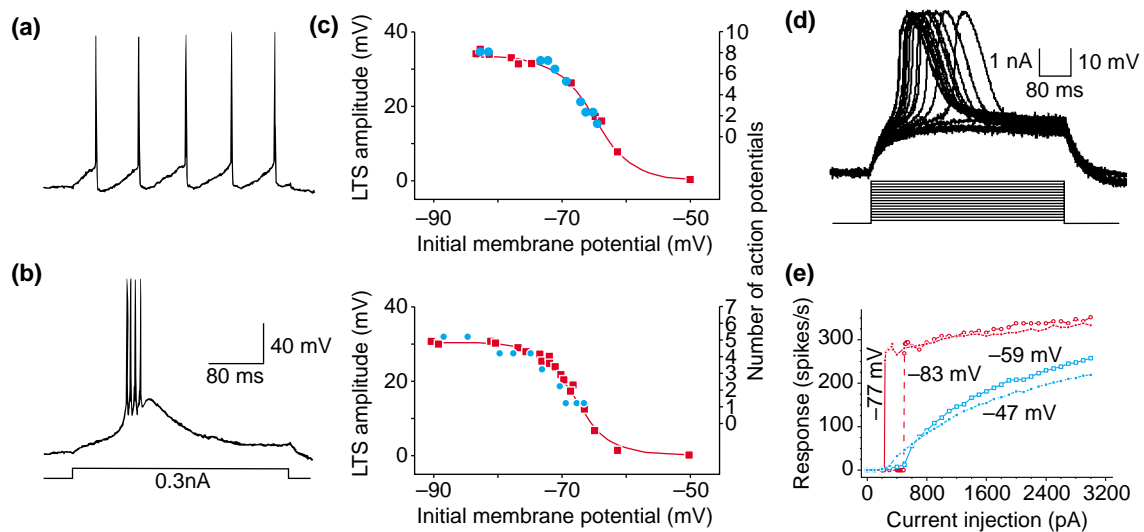 (a)
(b)
40 mV
80 ms
0.3nA
(c)
LTS amplitude (mV)
40
20
0
–90
–70
–50
Initial membrane potential (mV)
10
8
6
4
2
0
Number of action potentials
LTS amplitude (mV)
40
30
20
10
0
–90
–70
–50
Initial membrane potential (mV)
7
6
5
4
3
2
1
0
(d)
1 nA
10 mV
80 ms
(e)
Response (spikes/s)
300
200
100
0
–77 mV
–83 mV
–59 mV
–47 mV
0
800
1600
2400
3200
Current injection (pA)